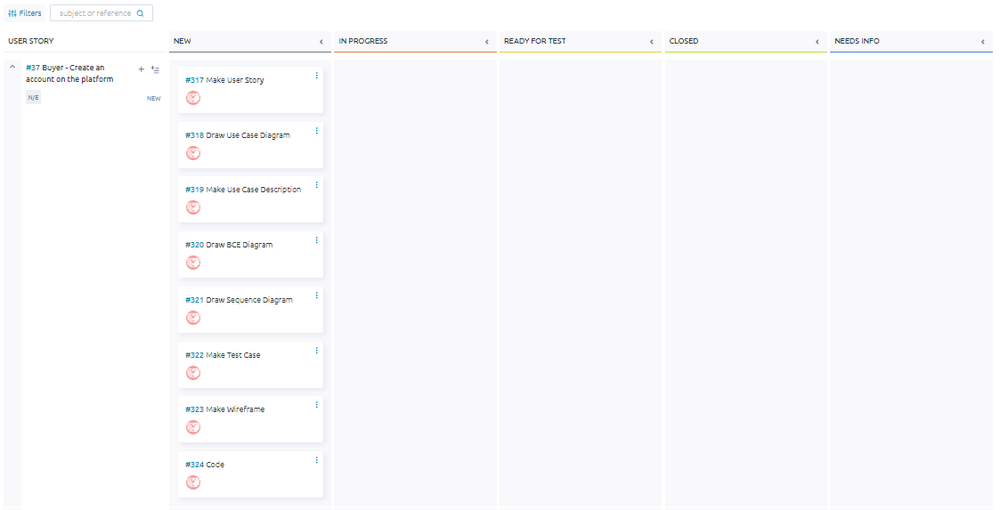 Filters
subject or reference
USER STORY
NEW
IN PROGRESS
READY FOR TEST
CLOSED
NEEDS INFO
#37 Buyer - Create an
account on the platform
N/E
NEW
#317 Make User Story
#318 Draw Use Case Diagram
#319 Make Use Case Description
#320 Draw BCE Diagram
#321 Draw Sequence Diagram
#322 Make Test Case
#323 Make Wireframe
#324 Code